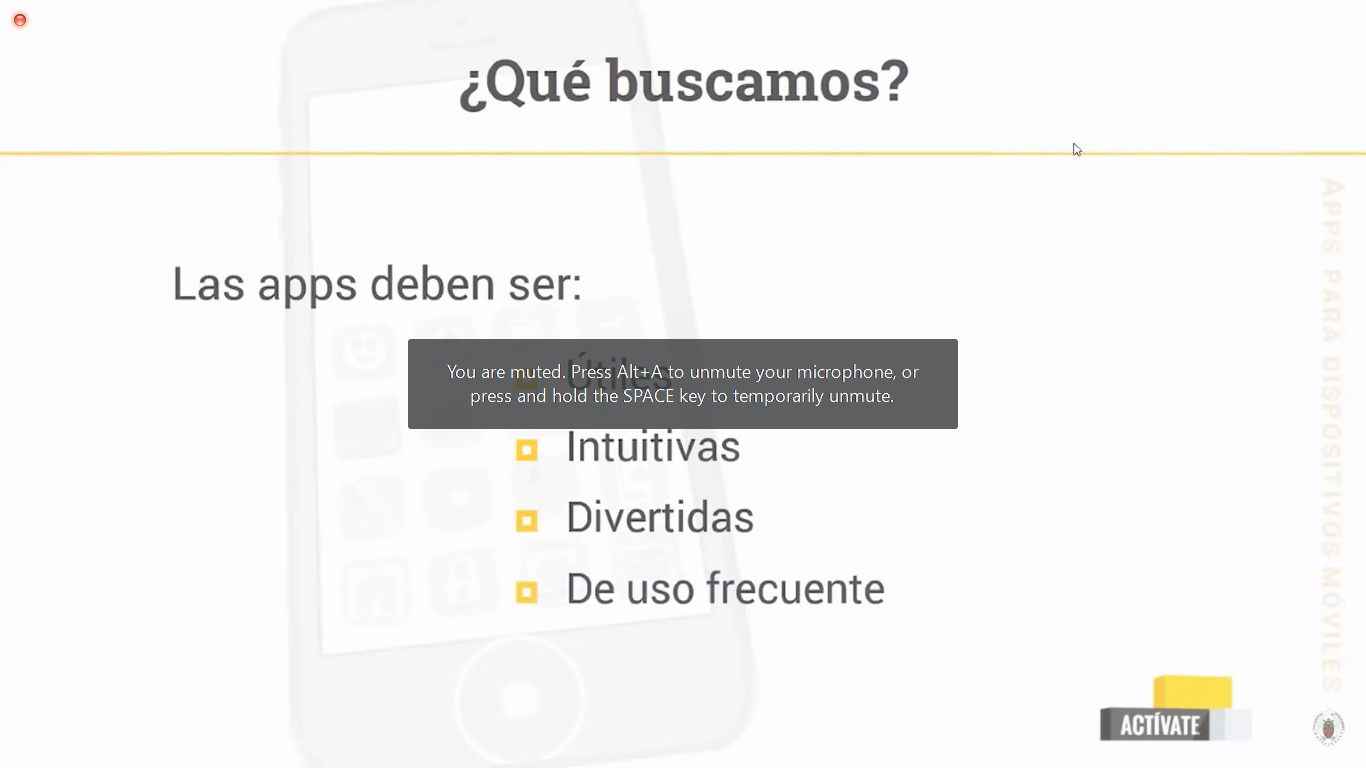 ¿Qué buscamos?
Las apps deben ser:
Útiles
You are muted. Press Alt+A to unmute your microphone, or
press and hold the SPACE key to temporarily unmute.
Intuitivas
Divertidas
De uso frecuente
APPS PARA DISPOSITIVOS MÓVILES
ACTÍVATE